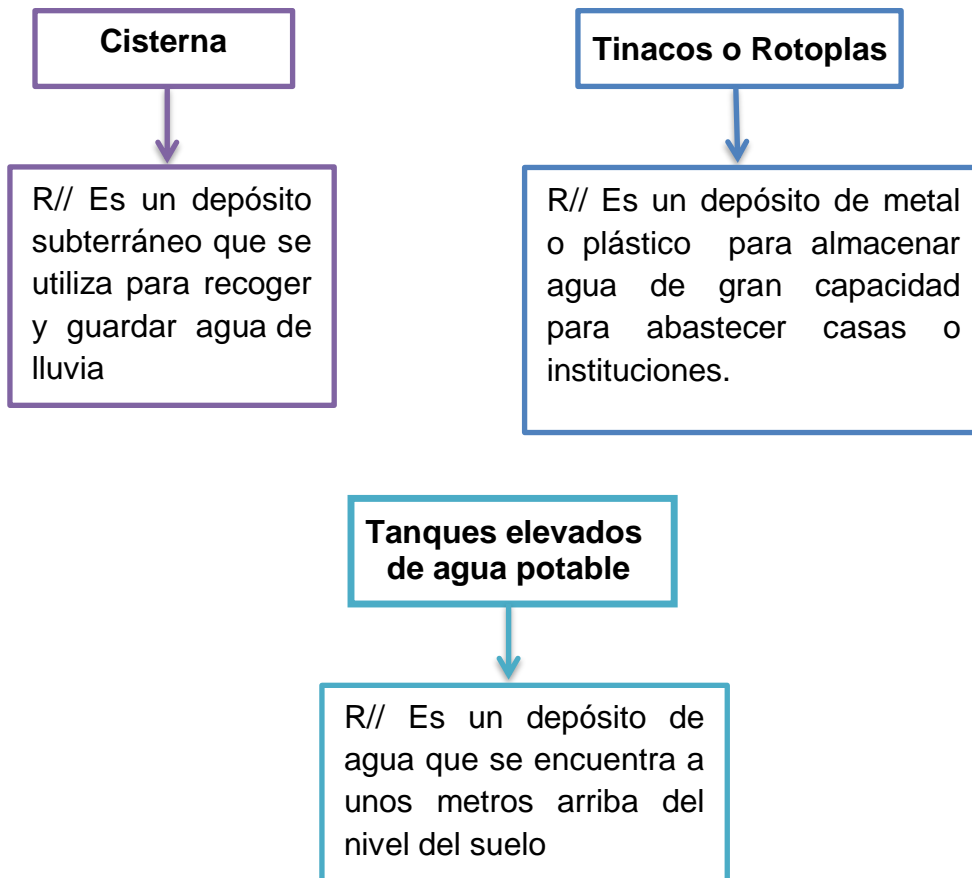 Cisterna
R// Es un depósito
subterráneo que se
utiliza para recoger
y guardar agua de
lluvia
Tinacos o Rotoplas
R// Es un depósito de metal
o plástico para almacenar
agua de gran capacidad
para abastecer casas o
instituciones.
Tanques elevados
de agua potable
R// Es un depósito de
agua que se encuentra a
unos metros arriba del
nivel del suelo